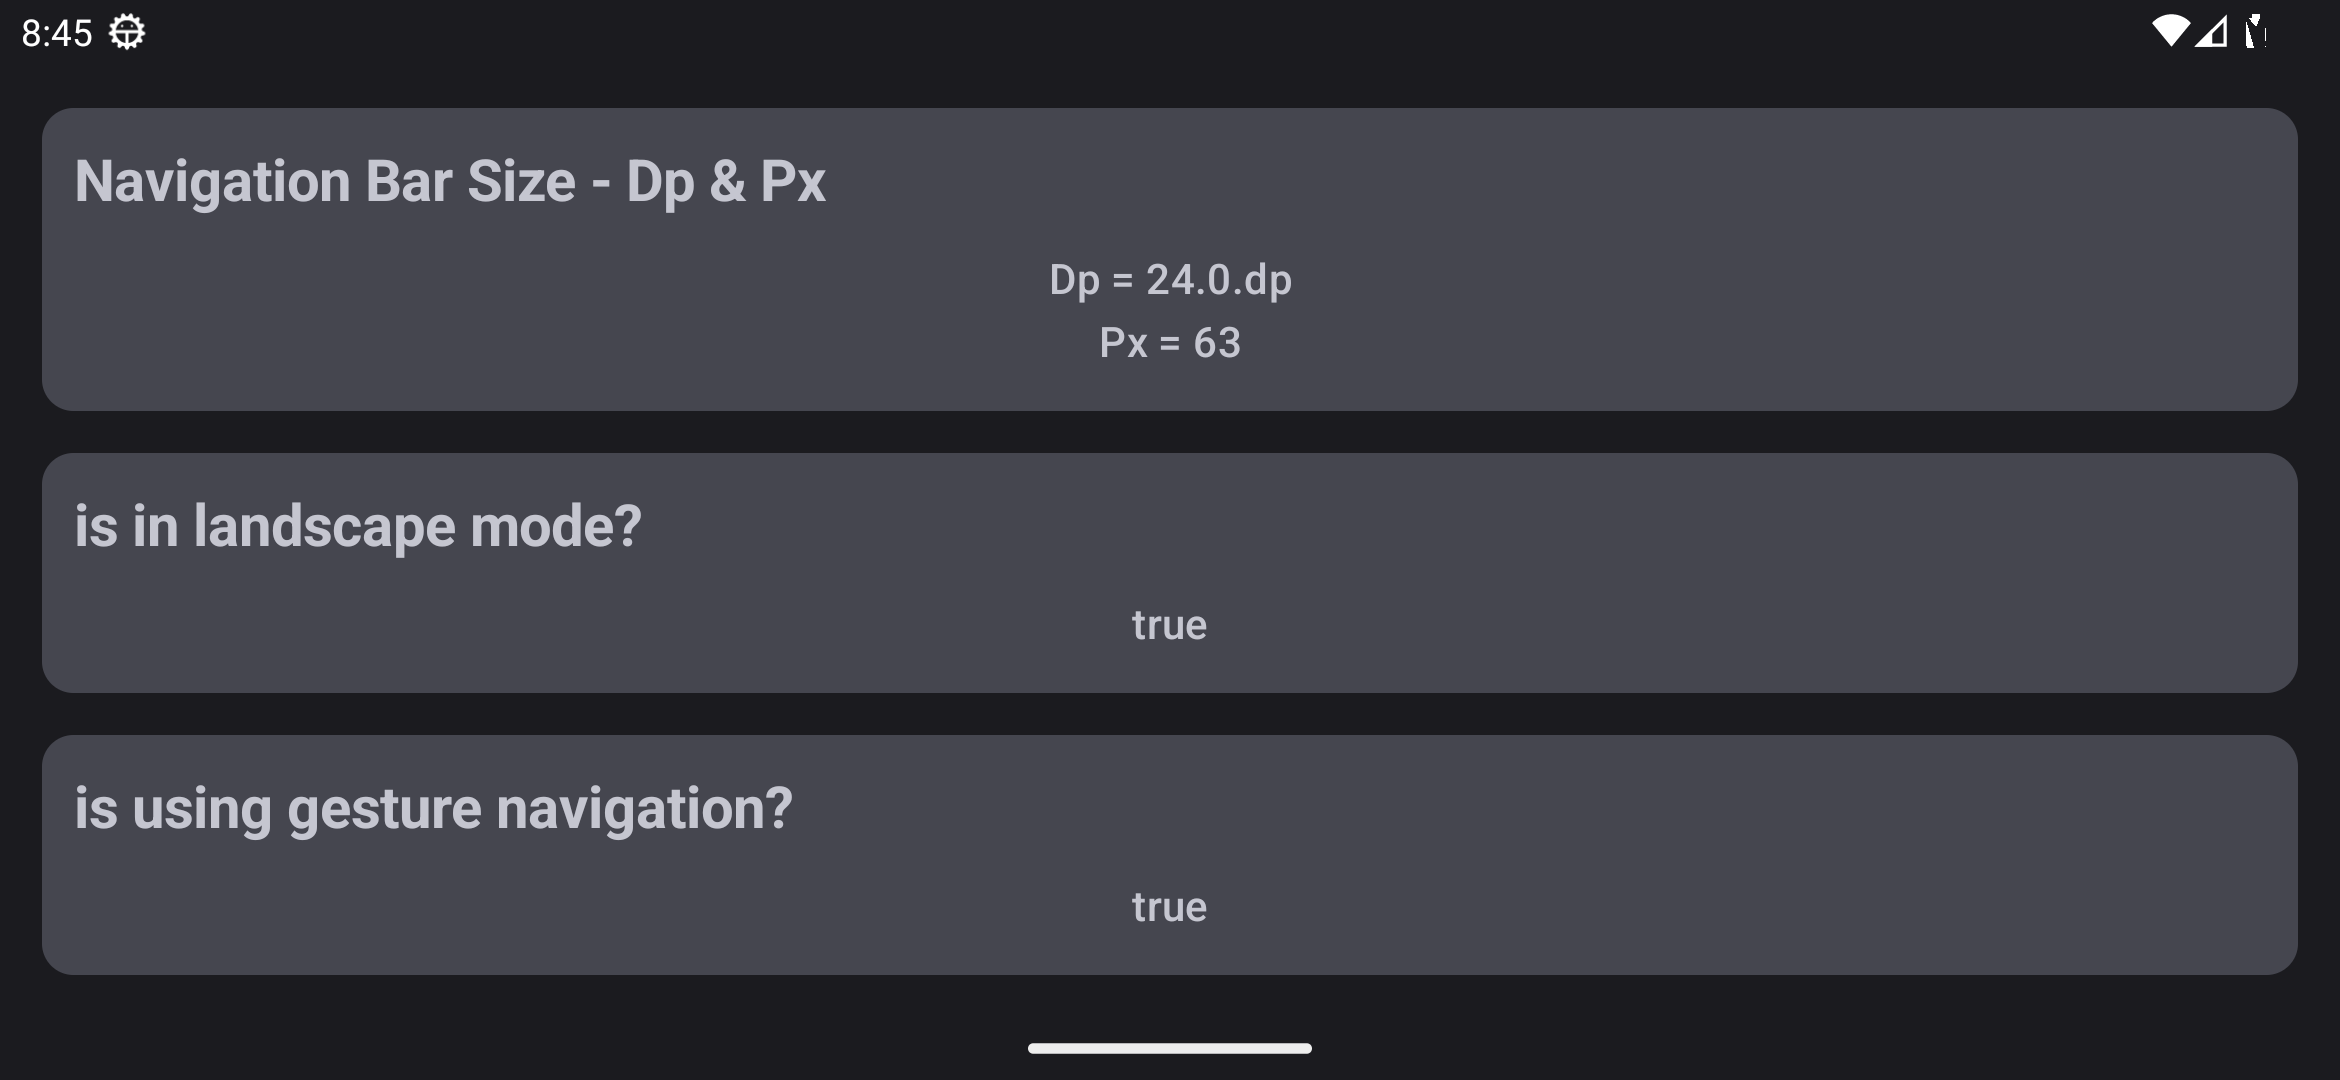 8:45
Navigation Bar Size - Dp & Px
Dp = 24.0.dp
Px = 63
is in landscape mode?
true
is using gesture navigation?
true